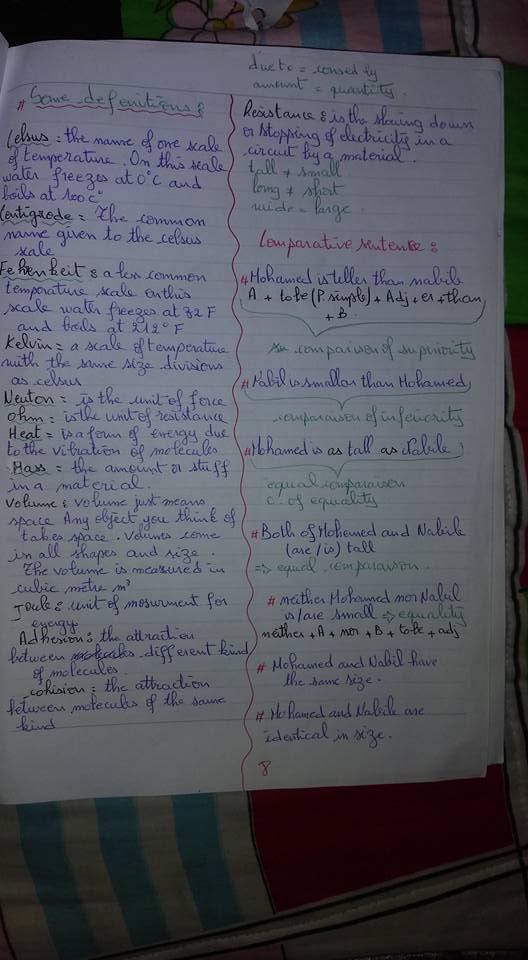 due to = consed by
amount = quantity.
# Some definitions :
Celsus : the name of one scale
of temperature. On this scale
water freezes at 0°C and
boils at 100C°
Centigrade = The common
name given to the celsus
scale
Fehrenheit : a less common
temperature scale onthis
scale water freezes at 32 F
and boils at 212°F
Kelvin = a scale of temperature
with the same size divisions
as celsus
Neuton = is the unit of force
Ohm = is the unit of resistance
Heat = is a form of energy due
to the vibration of molecules
Mass = the amount or stuff
in a material.
Volume : volume just means
space Any object you think of
takes space. Volumes come
in all shapes and size.
The volume is measured in
cubic metre m³
Joule : unit of mesurment for
energy
Adhesion : the attraction
between different kind
of molecules.
cohision : the attraction
between molecules of the same
kind
Resistance : is the slowing down
or stopping of electricity in a
circuit by a material.
tall ≠ small
long ≠ short
wide = large.
Comparative sentence :
# Mohamed is taller than nabile
A + to be (P. simple) + Adj + er + than
+ B
comparaison of superiority
# Nabil is smaller than Mohamed
comparaison of inferiority
# Mohamed is as tall as Nabile
equal comparaison
c. of equality
# Both of Mohamed and Nabile
(are/is) tall
=> equal comparaison.
# neither Mohamed nor Nabil
is/are small => equality
neither + A + nor + B + to be + adj
# Mohamed and Nabil have
the same size.
# Mohamed and Nabile are
identical in size.
8